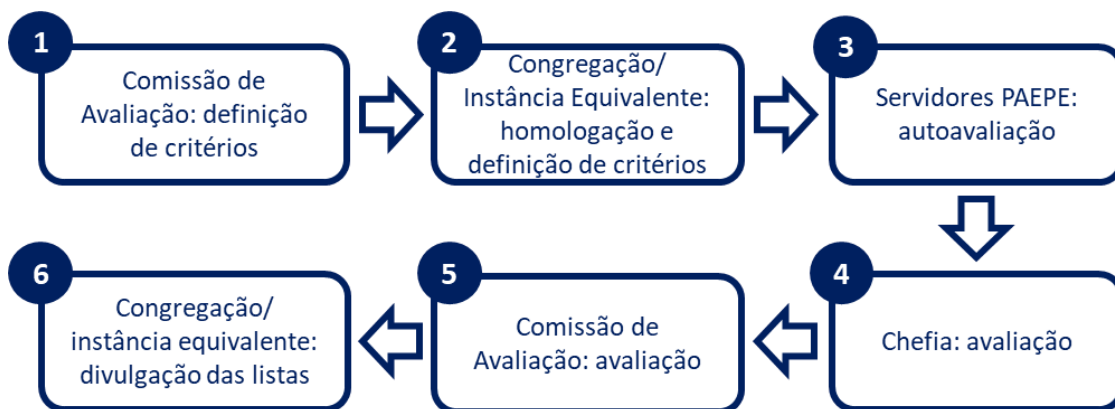 1
Comissão de
Avaliação: definição
de critérios
2
Congregação/
Instância Equivalente:
homologação e
definição de critérios
3
Servidores PAEPE:
autoavaliação
4
Chefia: avaliação
5
Comissão de
Avaliação: avaliação
6
Congregação/
instância equivalente:
divulgação das listas